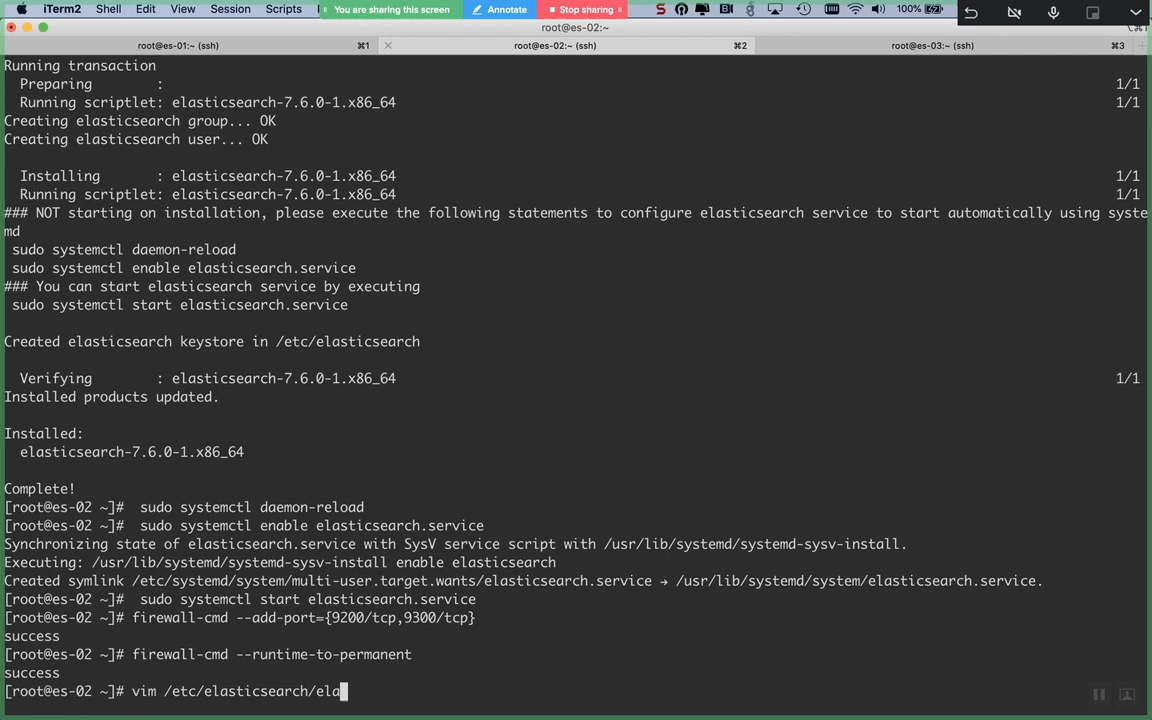 iTerm2 Shell Edit View Session Scripts You are sharing this screen Annotate Stop sharing 100%
root@es-02:~
root@es-01:~ (ssh) ⌘1 root@es-02:~ (ssh) ⌘2 root@es-03:~ (ssh) ⌘3
Running transaction
Preparing : 1/1
Running scriptlet: elasticsearch-7.6.0-1.x86_64 1/1
Creating elasticsearch group... OK
Creating elasticsearch user... OK
Installing : elasticsearch-7.6.0-1.x86_64 1/1
Running scriptlet: elasticsearch-7.6.0-1.x86_64 1/1
### NOT starting on installation, please execute the following statements to configure elasticsearch service to start automatically using syste
md
sudo systemctl daemon-reload
sudo systemctl enable elasticsearch.service
### You can start elasticsearch service by executing
sudo systemctl start elasticsearch.service
Created elasticsearch keystore in /etc/elasticsearch
Verifying : elasticsearch-7.6.0-1.x86_64 1/1
Installed products updated.
Installed:
elasticsearch-7.6.0-1.x86_64
Complete!
[root@es-02 ~]#  sudo systemctl daemon-reload
[root@es-02 ~]#  sudo systemctl enable elasticsearch.service
Synchronizing state of elasticsearch.service with SysV service script with /usr/lib/systemd/systemd-sysv-install.
Executing: /usr/lib/systemd/systemd-sysv-install enable elasticsearch
Created symlink /etc/systemd/system/multi-user.target.wants/elasticsearch.service → /usr/lib/systemd/system/elasticsearch.service.
[root@es-02 ~]#  sudo systemctl start elasticsearch.service
[root@es-02 ~]# firewall-cmd --add-port={9200/tcp,9300/tcp}
success
[root@es-02 ~]# firewall-cmd --runtime-to-permanent
success
[root@es-02 ~]# vim /etc/elasticsearch/ela